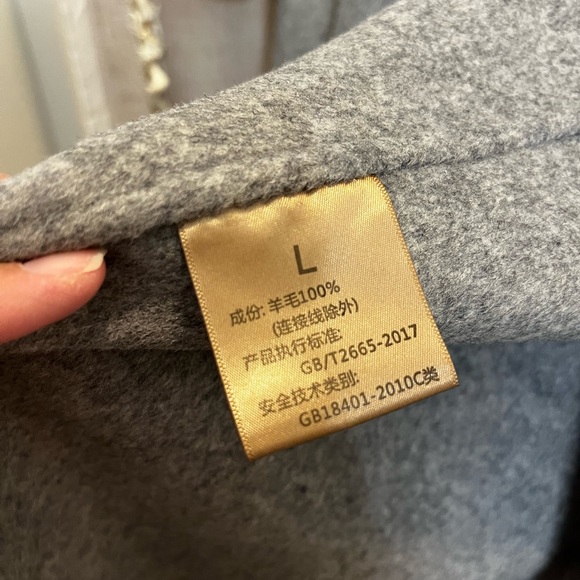 L
成份: 羊毛100%
(连接线除外)
产品执行标准:
GB/T2665-2017
安全技术类别:
GB18401-2010C类